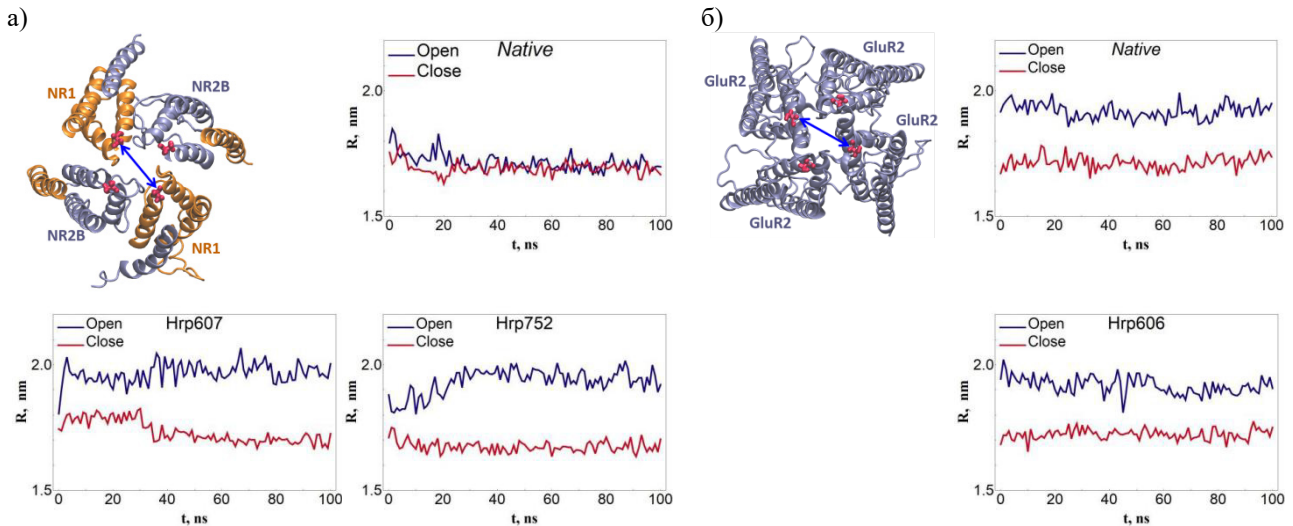 а)
NR1
NR2B
NR2B
NR1
Native
Open
Close
2.0
R, nm
1.5
0 20 40 60 80 100
t, ns
б)
GluR2
GluR2
GluR2
GluR2
Native
Open
Close
2.0
R, nm
1.5
0 20 40 60 80 100
t, ns
Hrp607
Open
Close
2.0
R, nm
1.5
0 20 40 60 80 100
t, ns
Hrp752
Open
Close
2.0
R, nm
1.5
0 20 40 60 80 100
t, ns
Hrp606
Open
Close
2.0
R, nm
1.5
0 20 40 60 80 100
t, ns